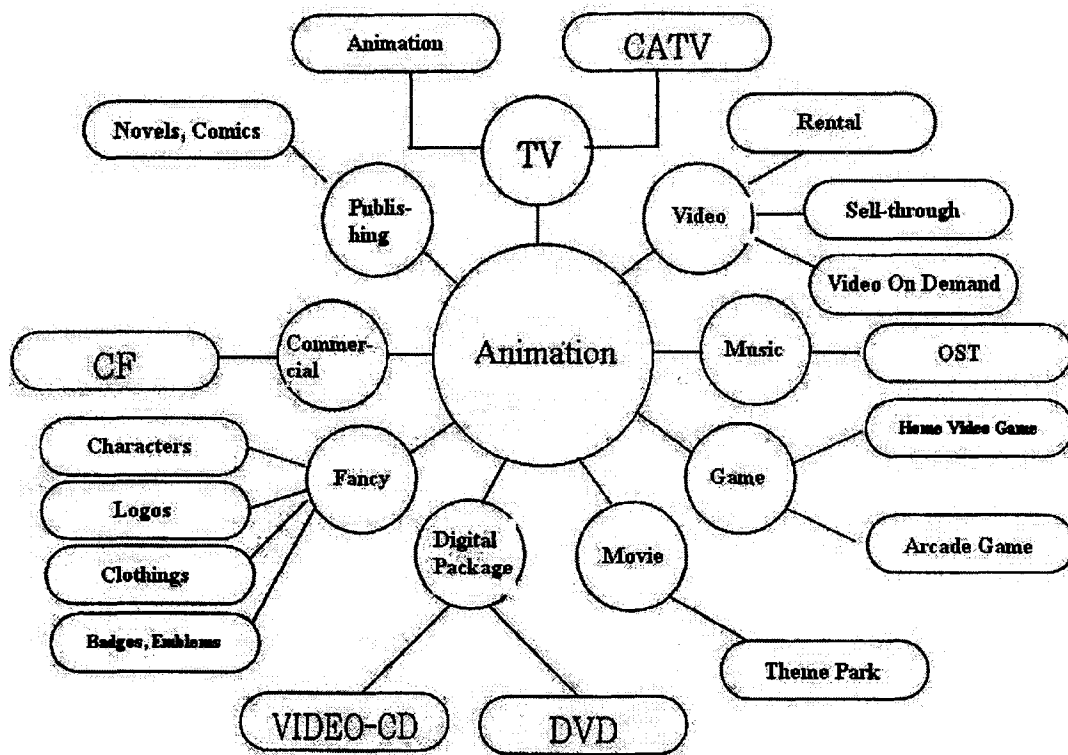 Animation
CATV
Novels, Comics
TV
Rental
Publis-
hing
Video
Sell-through
Video On Demand
CF
Commer-
cial
Animation
Music
OST
Characters
Home Video Game
Logos
Fancy
Game
Clothings
Digital
Package
Movie
Arcade Game
Badges, Emblems
Theme Park
VIDEO-CD
DVD